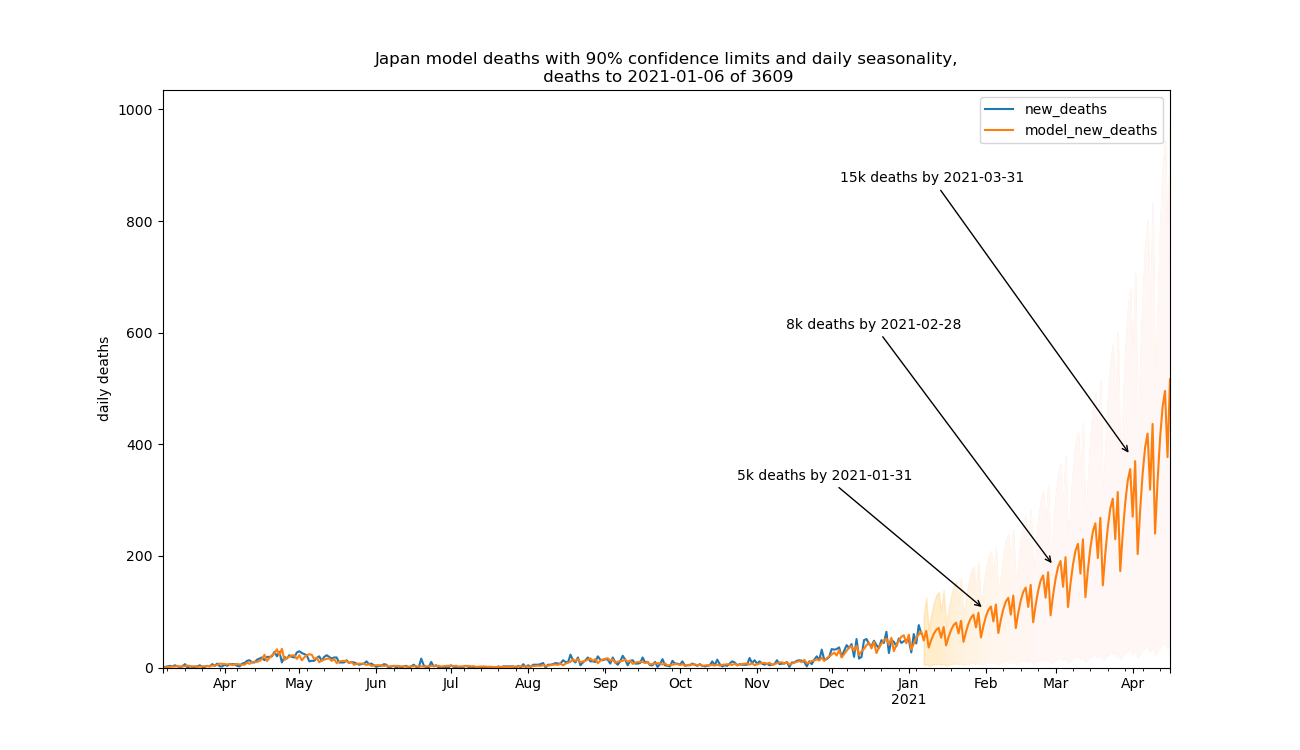 Japan model deaths with 90% confidence limits and daily seasonality,
deaths to 2021-01-06 of 3609
new_deaths
model_new_deaths
15k deaths by 2021-03-31
8k deaths by 2021-02-28
5k deaths by 2021-01-31
daily deaths
1000
800
600
400
200
0
Apr May Jun Jul Aug Sep Oct Nov Dec Jan Feb Mar Apr
2021